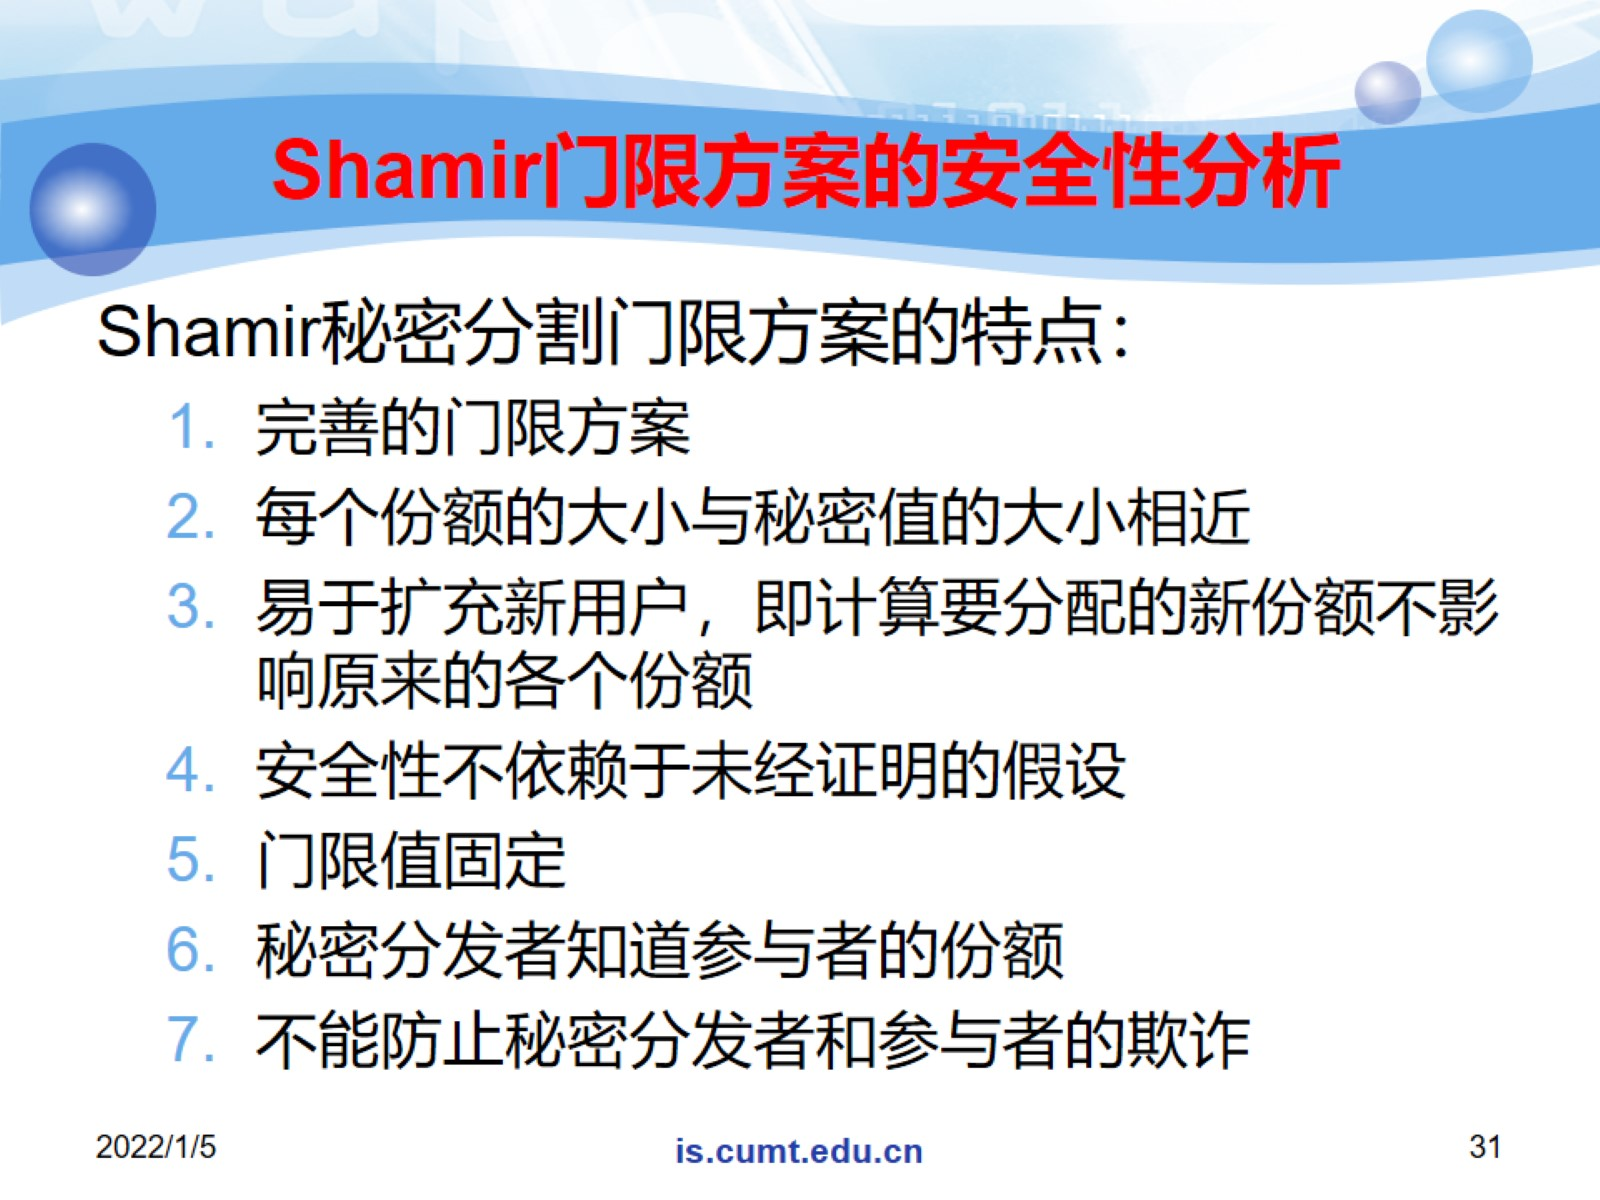 Shamir门限方案的安全性分析
Shamir秘密分割门限方案的特点：
1. 完善的门限方案
2. 每个份额的大小与秘密值的大小相近
3. 易于扩充新用户，即计算要分配的新份额不影
响原来的各个份额
4. 安全性不依赖于未经证明的假设
5. 门限值固定
6. 秘密分发者知道参与者的份额
7. 不能防止秘密分发者和参与者的欺诈
2022/1/5
is.cumt.edu.cn
31